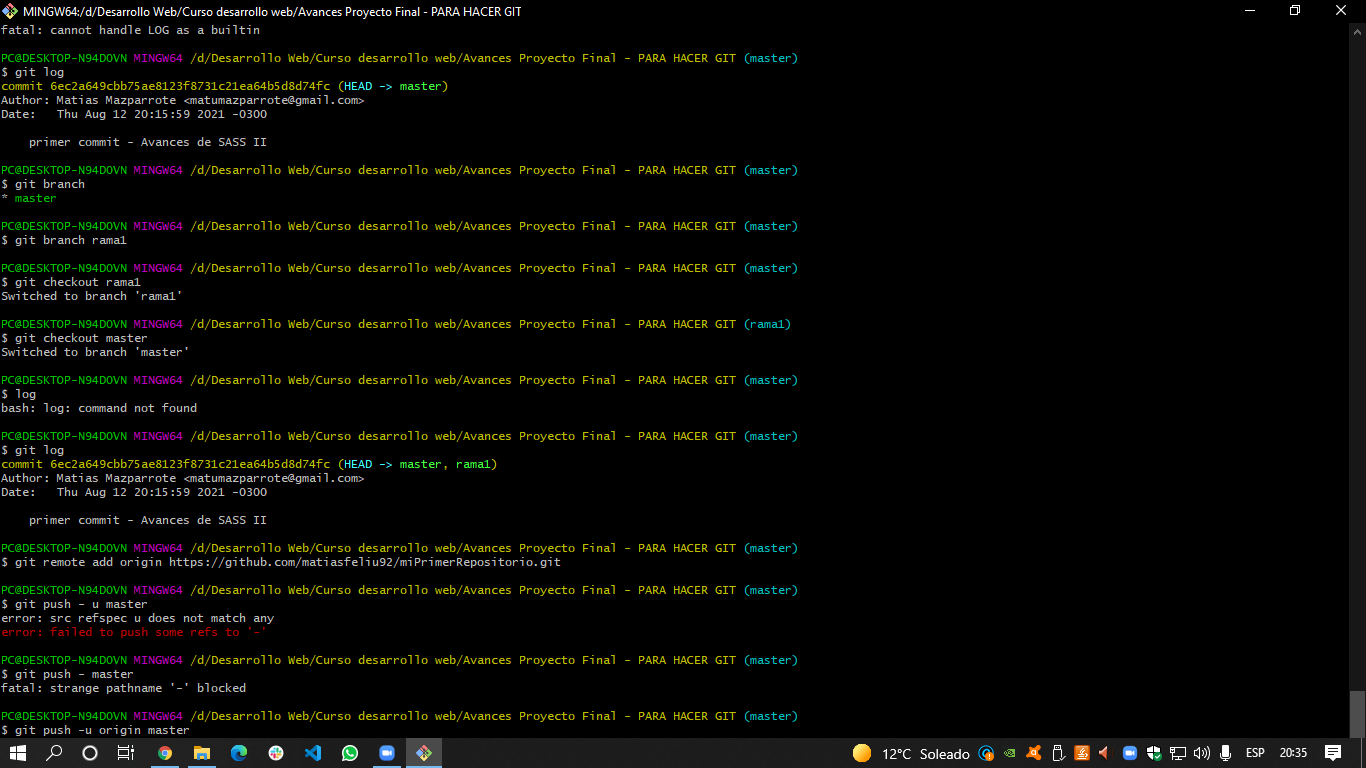 MINGW64:/d/Desarrollo Web/Curso desarrollo web/Avances Proyecto Final - PARA HACER GIT
fatal: cannot handle LOG as a builtin
PC@DESKTOP-N94DOVN MINGW64 /d/Desarrollo Web/Curso desarrollo web/Avances Proyecto Final - PARA HACER GIT (master)
$ git log
commit 6ec2a649cbb75ae8123f8731c21ea64b5d8d74fc (HEAD -> master)
Author: Matias Mazparrote <matumazparrote@gmail.com>
Date:   Thu Aug 12 20:15:59 2021 -0300
    primer commit - Avances de SASS II
PC@DESKTOP-N94DOVN MINGW64 /d/Desarrollo Web/Curso desarrollo web/Avances Proyecto Final - PARA HACER GIT (master)
$ git branch
* master
PC@DESKTOP-N94DOVN MINGW64 /d/Desarrollo Web/Curso desarrollo web/Avances Proyecto Final - PARA HACER GIT (master)
$ git branch rama1
PC@DESKTOP-N94DOVN MINGW64 /d/Desarrollo Web/Curso desarrollo web/Avances Proyecto Final - PARA HACER GIT (master)
$ git checkout rama1
Switched to branch 'rama1'
PC@DESKTOP-N94DOVN MINGW64 /d/Desarrollo Web/Curso desarrollo web/Avances Proyecto Final - PARA HACER GIT (rama1)
$ git checkout master
Switched to branch 'master'
PC@DESKTOP-N94DOVN MINGW64 /d/Desarrollo Web/Curso desarrollo web/Avances Proyecto Final - PARA HACER GIT (master)
$ log
bash: log: command not found
PC@DESKTOP-N94DOVN MINGW64 /d/Desarrollo Web/Curso desarrollo web/Avances Proyecto Final - PARA HACER GIT (master)
$ git log
commit 6ec2a649cbb75ae8123f8731c21ea64b5d8d74fc (HEAD -> master, rama1)
Author: Matias Mazparrote <matumazparrote@gmail.com>
Date:   Thu Aug 12 20:15:59 2021 -0300
    primer commit - Avances de SASS II
PC@DESKTOP-N94DOVN MINGW64 /d/Desarrollo Web/Curso desarrollo web/Avances Proyecto Final - PARA HACER GIT (master)
$ git remote add origin https://github.com/matiasfeliu92/miPrimerRepositorio.git
PC@DESKTOP-N94DOVN MINGW64 /d/Desarrollo Web/Curso desarrollo web/Avances Proyecto Final - PARA HACER GIT (master)
$ git push - u master
error: src refspec u does not match any
error: failed to push some refs to '-'
PC@DESKTOP-N94DOVN MINGW64 /d/Desarrollo Web/Curso desarrollo web/Avances Proyecto Final - PARA HACER GIT (master)
$ git push - master
fatal: strange pathname '-' blocked
PC@DESKTOP-N94DOVN MINGW64 /d/Desarrollo Web/Curso desarrollo web/Avances Proyecto Final - PARA HACER GIT (master)
$ git push -u origin master
12°C Soleado
ESP
20:35